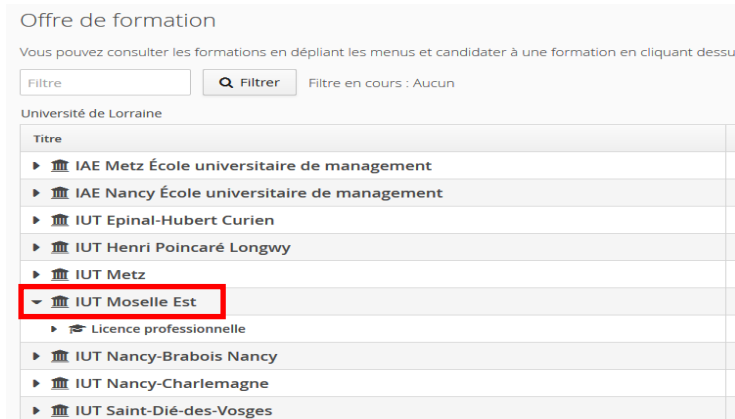 Offre de formation
Vous pouvez consulter les formations en dépliant les menus et candidater à une formation en cliquant dessu
Filtre Filtrer Filtre en cours : Aucun
Université de Lorraine
Titre
IAE Metz École universitaire de management
IAE Nancy École universitaire de management
IUT Epinal-Hubert Curien
IUT Henri Poincaré Longwy
IUT Metz
IUT Moselle Est
Licence professionnelle
IUT Nancy-Brabois Nancy
IUT Nancy-Charlemagne
IUT Saint-Dié-des-Vosges